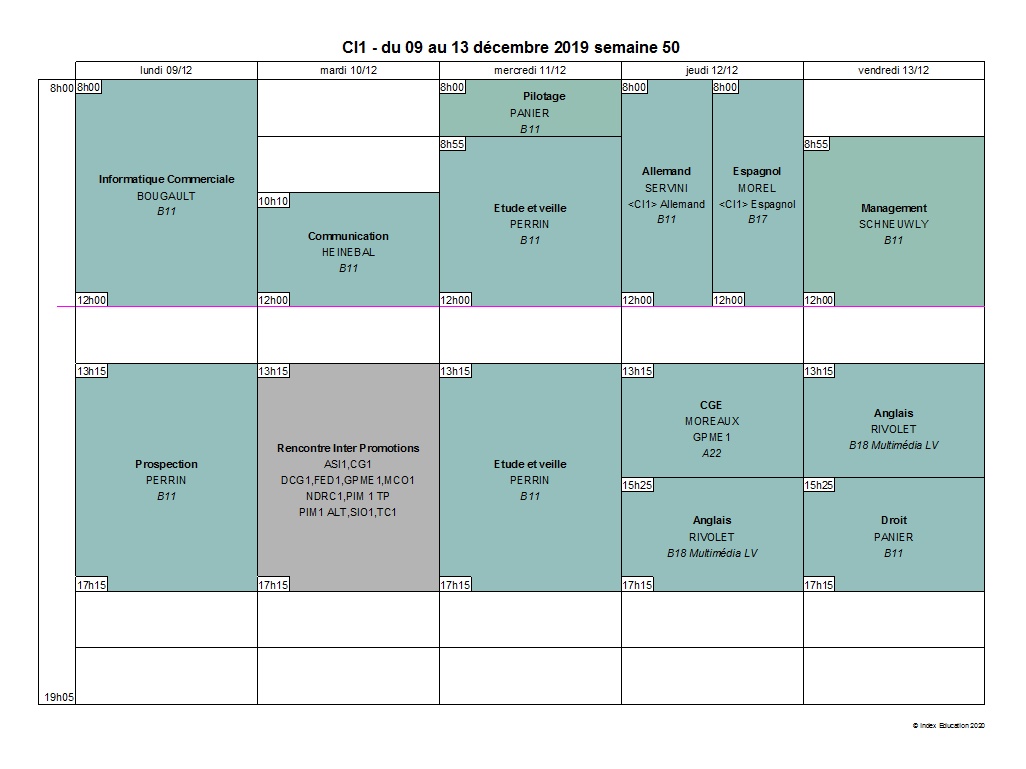 CI1 - du 09 au 13 décembre 2019 semaine 50
lundi 09/12
mardi 10/12
mercredi 11/12
jeudi 12/12
vendredi 13/12
8h00
8h00
Informatique Commerciale
BOUGAULT
B11
12h00
10h10
Communication
HEINEBAL
B11
12h00
8h00
Pilotage
PANIER
B11
8h55
Etude et veille
PERRIN
B11
12h00
8h00
Allemand
SERVINI
<CI1> Allemand
B11
12h00
8h00
Espagnol
MOREL
<CI1> Espagnol
B17
12h00
8h55
Management
SCHNEUWLY
B11
12h00
13h15
Prospection
PERRIN
B11
17h15
13h15
Rencontre Inter Promotions
ASI1,CG1
DCG1,FED1,GPME1,MCO1
NDRC1,PIM 1 TP
PIM1 ALT,SIO1,TC1
17h15
13h15
Etude et veille
PERRIN
B11
17h15
13h15
CGE
MOREAUX
GPME1
A22
15h25
Anglais
RIVOLET
B18 Multimédia LV
17h15
13h15
Anglais
RIVOLET
B18 Multimédia LV
15h25
Droit
PANIER
B11
17h15
19h05
© Index Education 2020